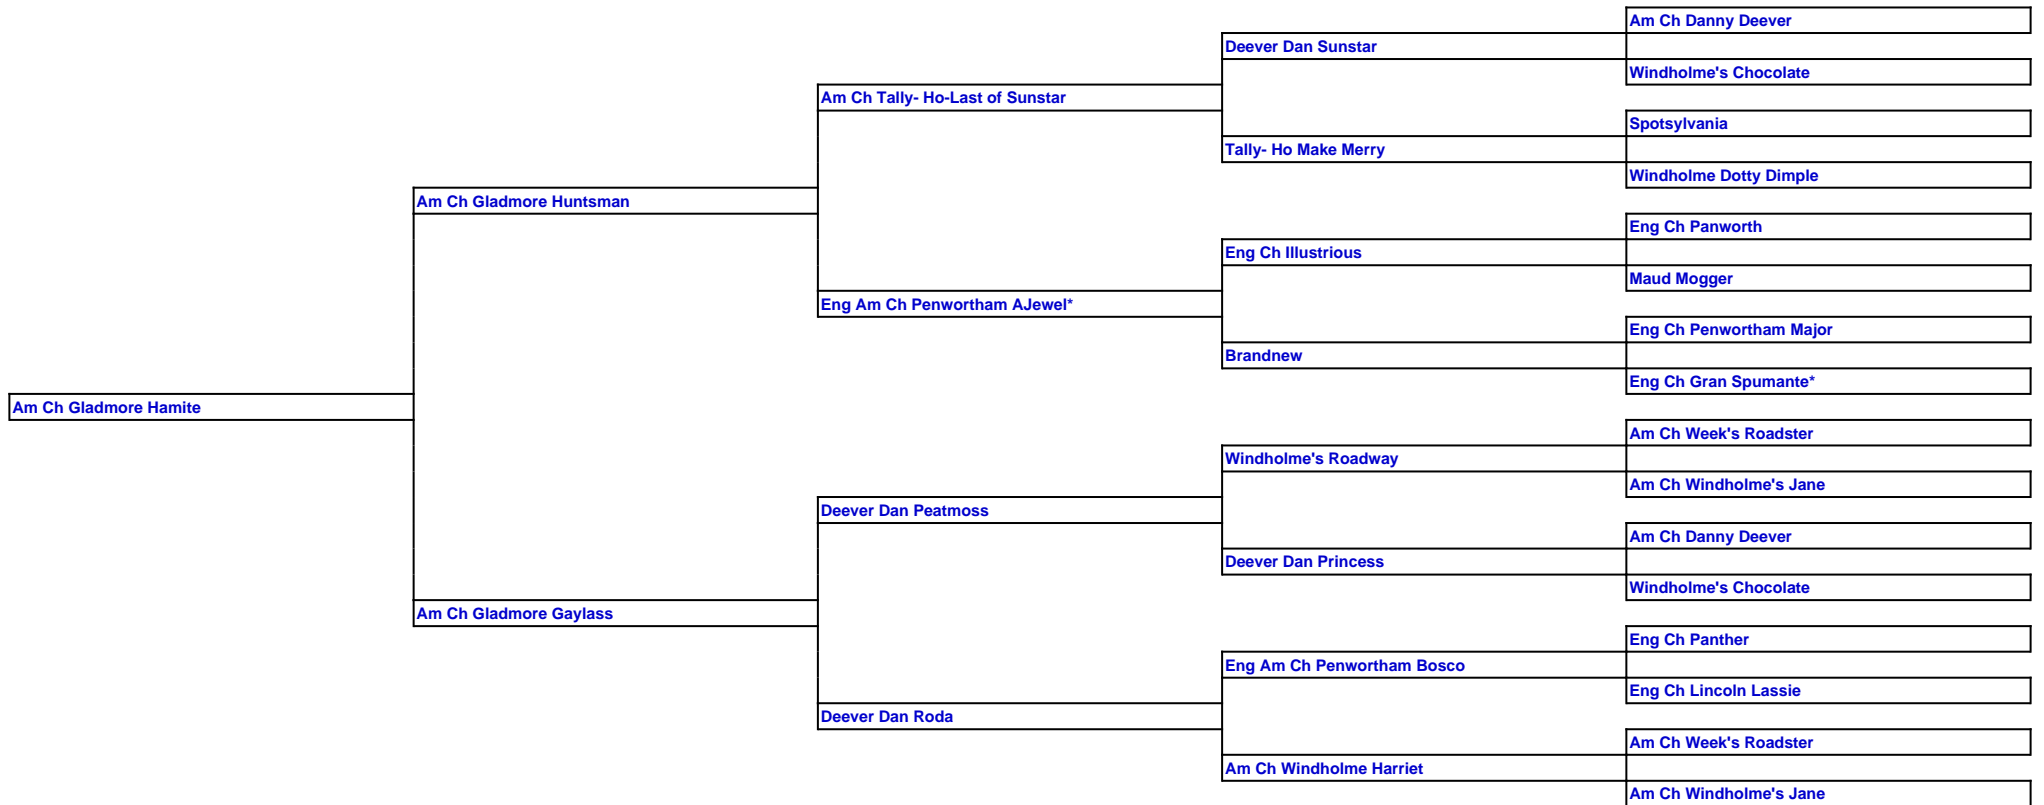 Am Ch Danny Deever
Deever Dan Sunstar
Windholme's Chocolate
Am Ch Tally- Ho-Last of Sunstar
Spotsylvania
Tally- Ho Make Merry
Windholme Dotty Dimple
Am Ch Gladmore Huntsman
Eng Ch Panworth
Eng Ch Illustrious
Maud Mogger
Eng Am Ch Penwortham AJewel*
Eng Ch Penwortham Major
Brandnew
Eng Ch Gran Spumante*
Am Ch Gladmore Hamite
Am Ch Week's Roadster
Windholme's Roadway
Am Ch Windholme's Jane
Deever Dan Peatmoss
Am Ch Danny Deever
Deever Dan Princess
Windholme's Chocolate
Am Ch Gladmore Gaylass
Eng Ch Panther
Eng Am Ch Penwortham Bosco
Eng Ch Lincoln Lassie
Deever Dan Roda
Am Ch Week's Roadster
Am Ch Windholme Harriet
Am Ch Windholme's Jane